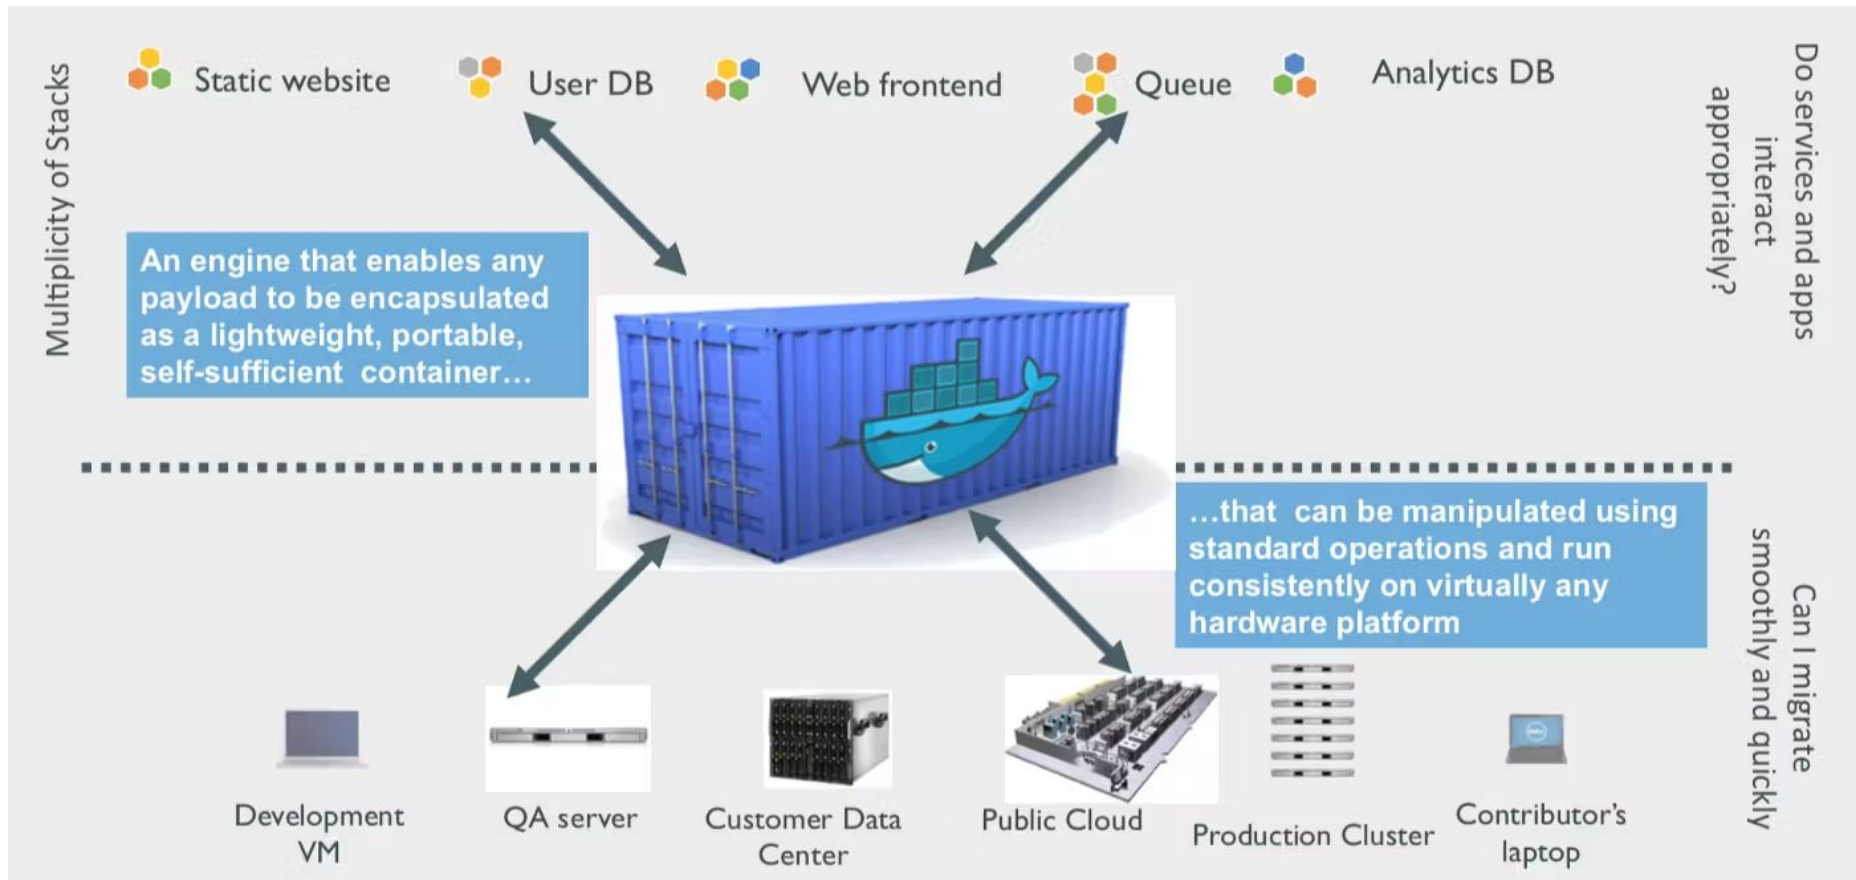 Multiplicity of Stacks
Static website
User DB
Web frontend
Queue
Analytics DB
Do services and apps
interact
appropriately?
An engine that enables any
payload to be encapsulated
as a lightweight, portable,
self-sufficient container…
…that can be manipulated using
standard operations and run
consistently on virtually any
hardware platform
Can I migrate
smoothly and quickly
Development
VM
QA server
Customer Data
Center
Public Cloud
Production Cluster
Contributor’s
laptop